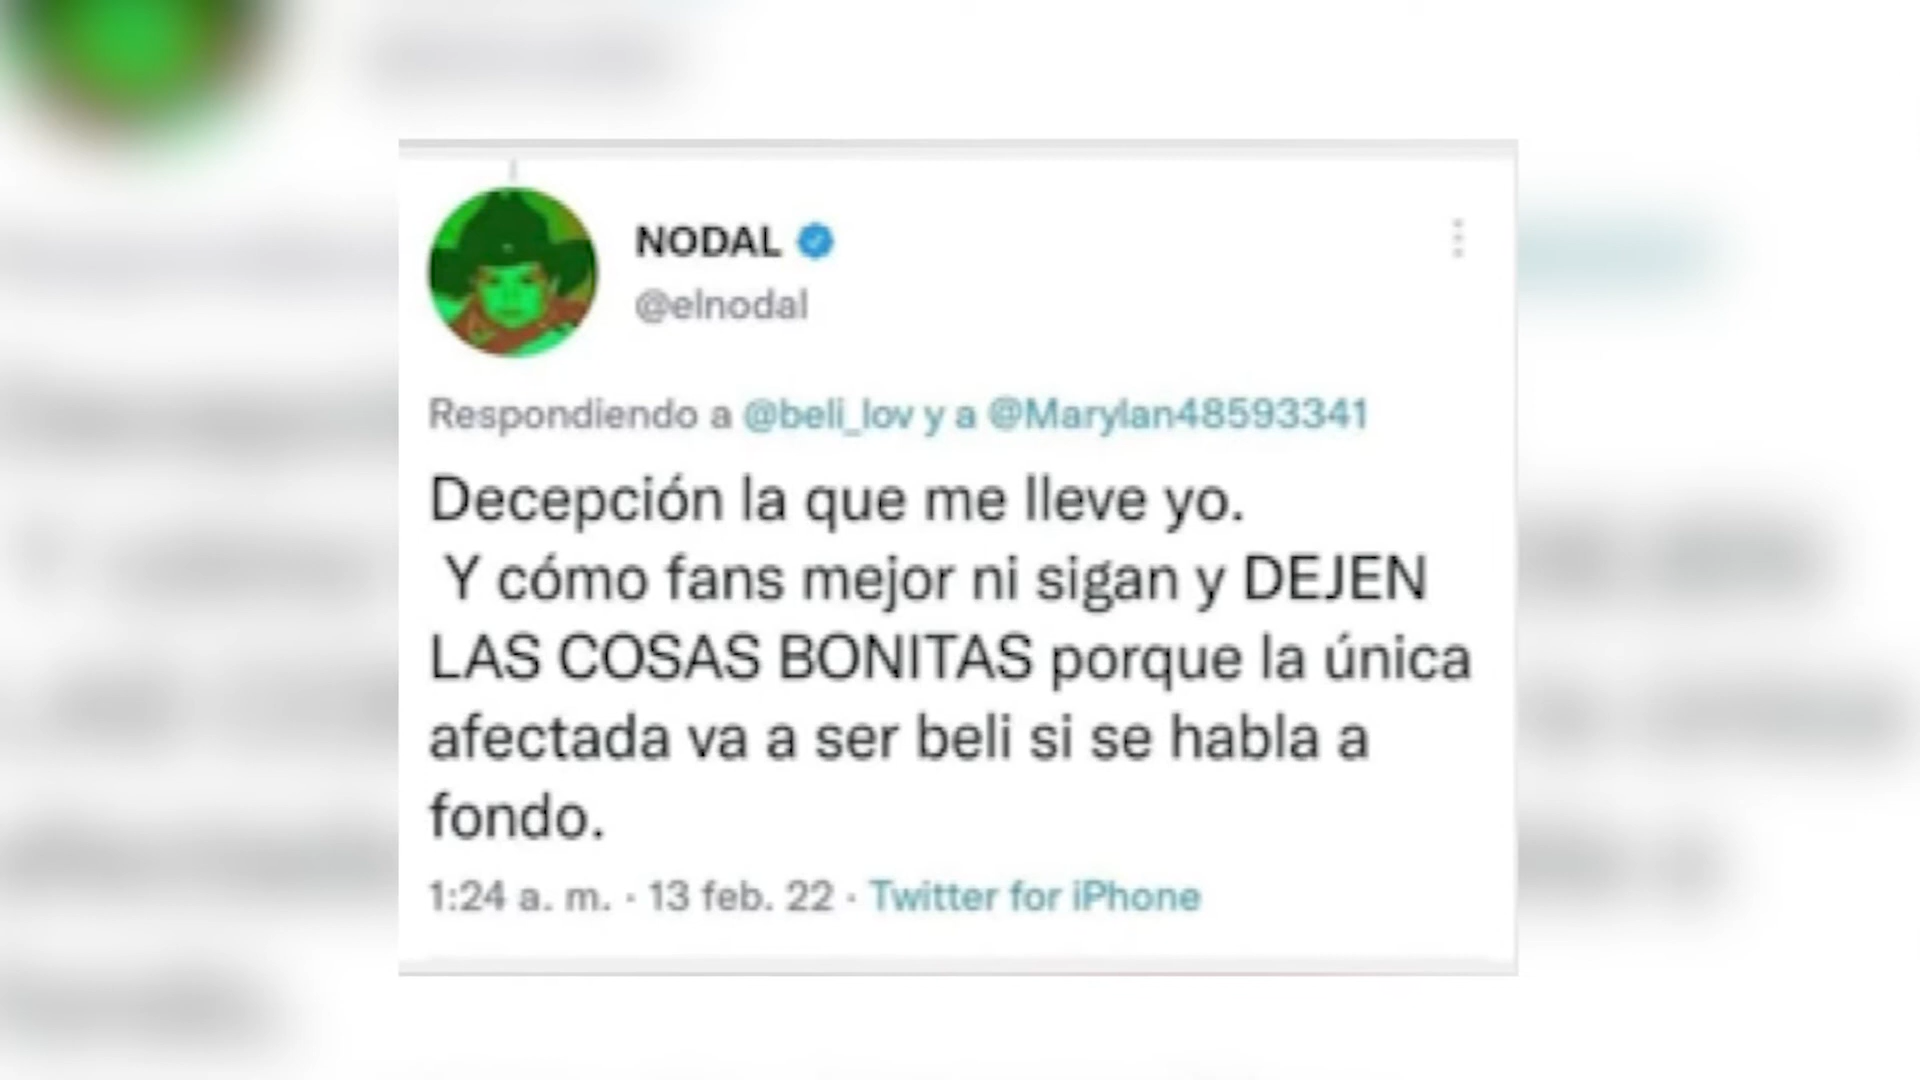 NODAL
@elnodal
Respondiendo a @beli_lov y a @Marylan48593341
Decepción la que me lleve yo.
Y cómo fans mejor ni sigan y DEJEN
LAS COSAS BONITAS porque la única
afectada va a ser beli si se habla a
fondo.
1:24 a. m. · 13 feb. 22 · Twitter for iPhone